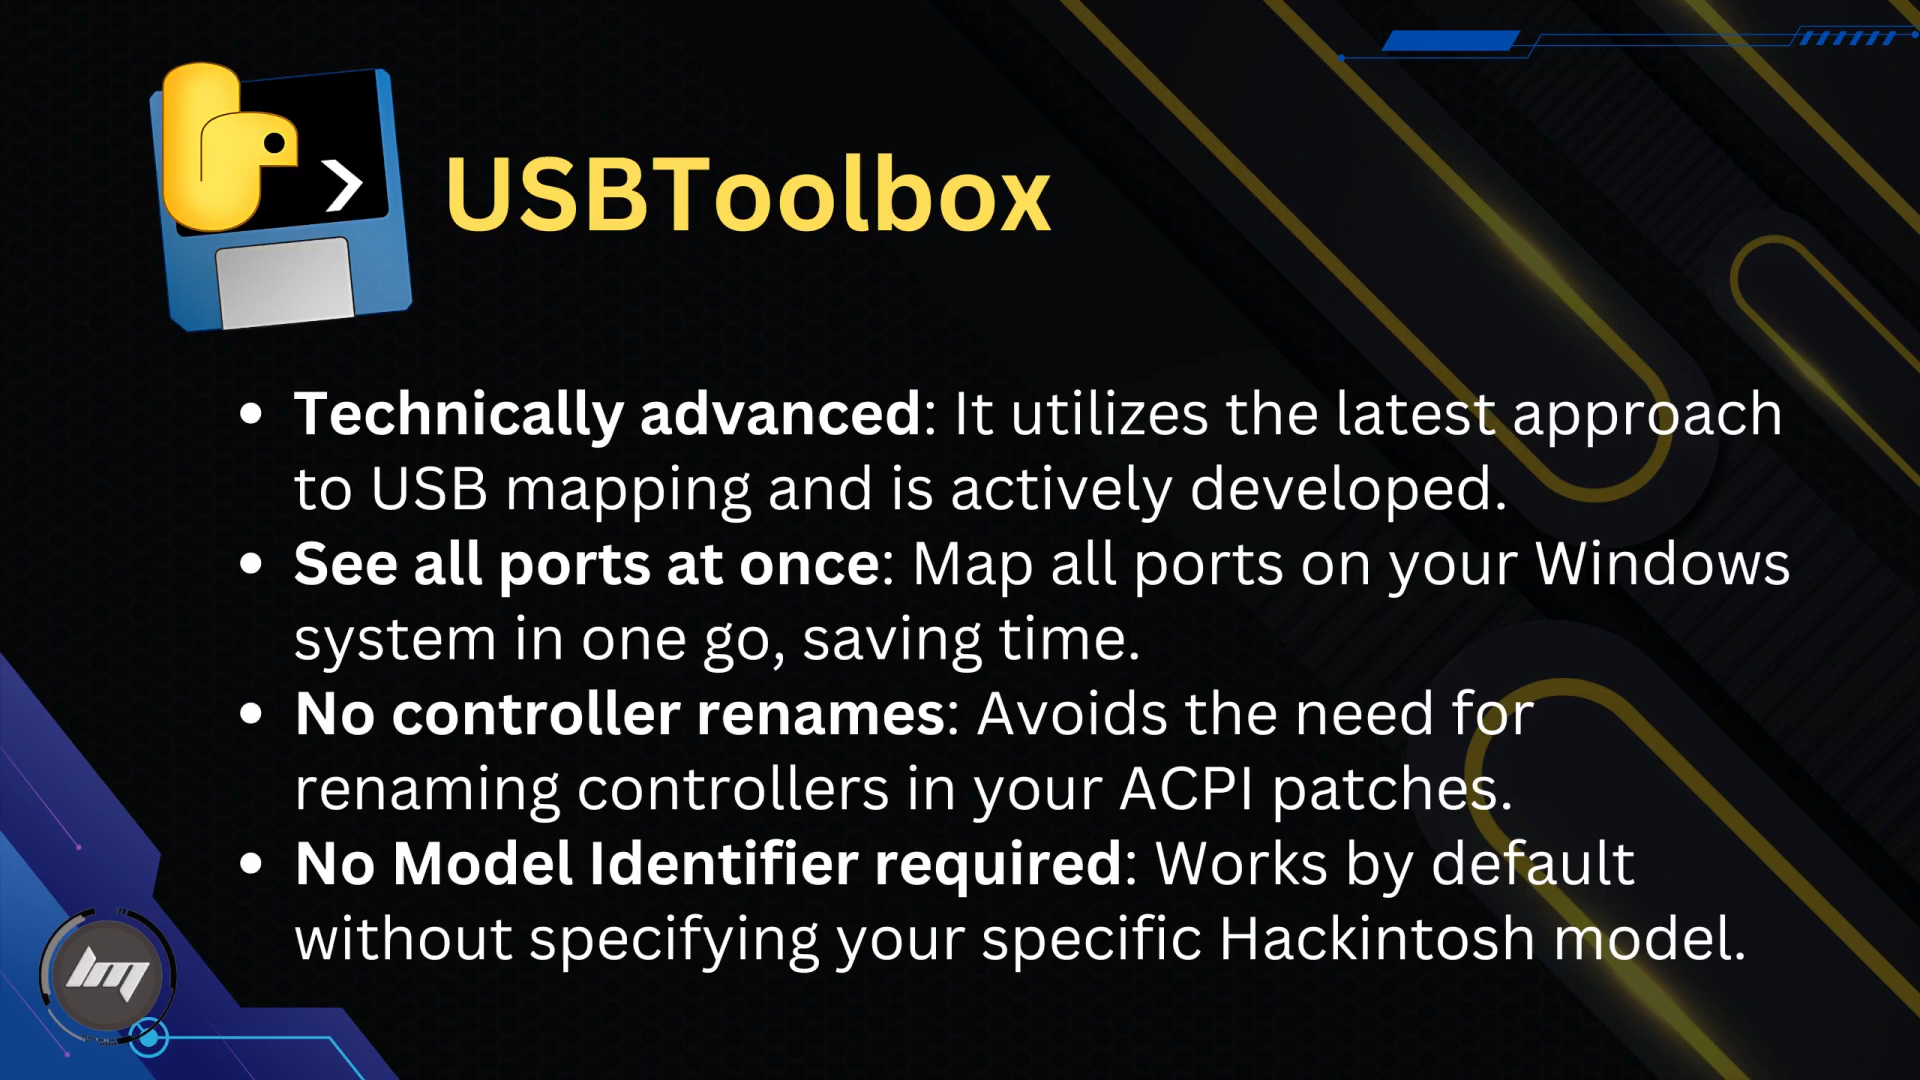 USBToolbox
• Technically advanced: It utilizes the latest approach
to USB mapping and is actively developed.
• See all ports at once: Map all ports on your Windows
system in one go, saving time.
• No controller renames: Avoids the need for
renaming controllers in your ACPI patches.
• No Model Identifier required: Works by default
without specifying your specific Hackintosh model.